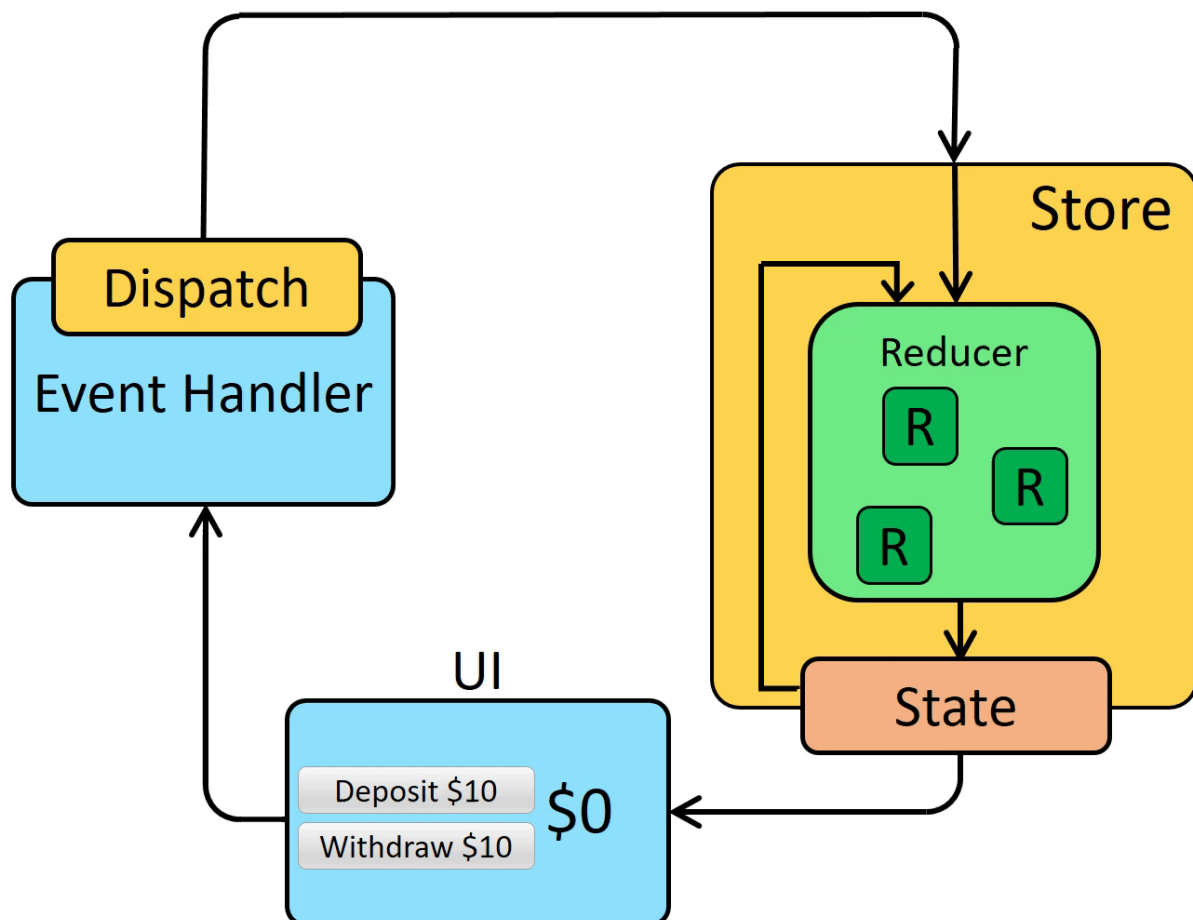 Store
Dispatch
Event Handler
Reducer
R
R
R
UI
State
Deposit $10
$0
Withdraw $10